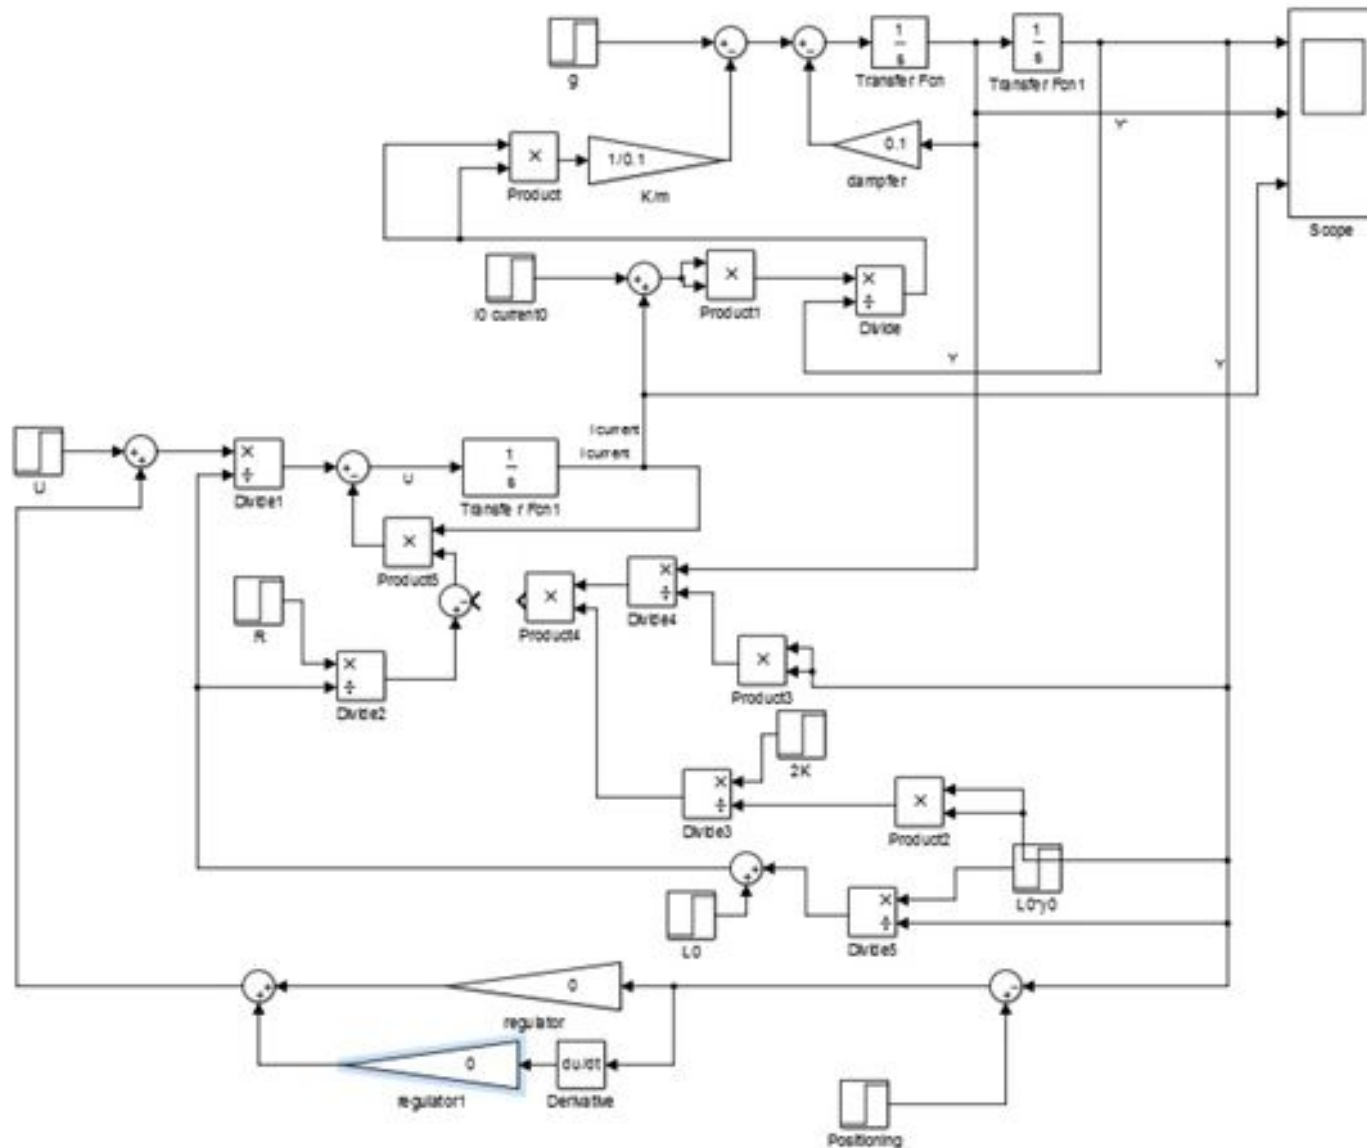 g
1
s
Transfer Fcn
1
s
Transfer Fcn1
Y'
Scope
×
Product
1/0.1
K/m
0.1
dampfer
I0 current0
×
Product1
×
÷
Divide
Y
Y
U
×
÷
Divide1
U
1
s
Transfer Fcn1
I current
I current
×
Product5
R
×
÷
Divide2
×
Product4
×
÷
Divide4
×
Product3
2K
×
÷
Divide3
×
Product2
L0*y0
L0
×
÷
Divide5
0
regulator
0
regulator1
du/dt
Derivative
Positioning